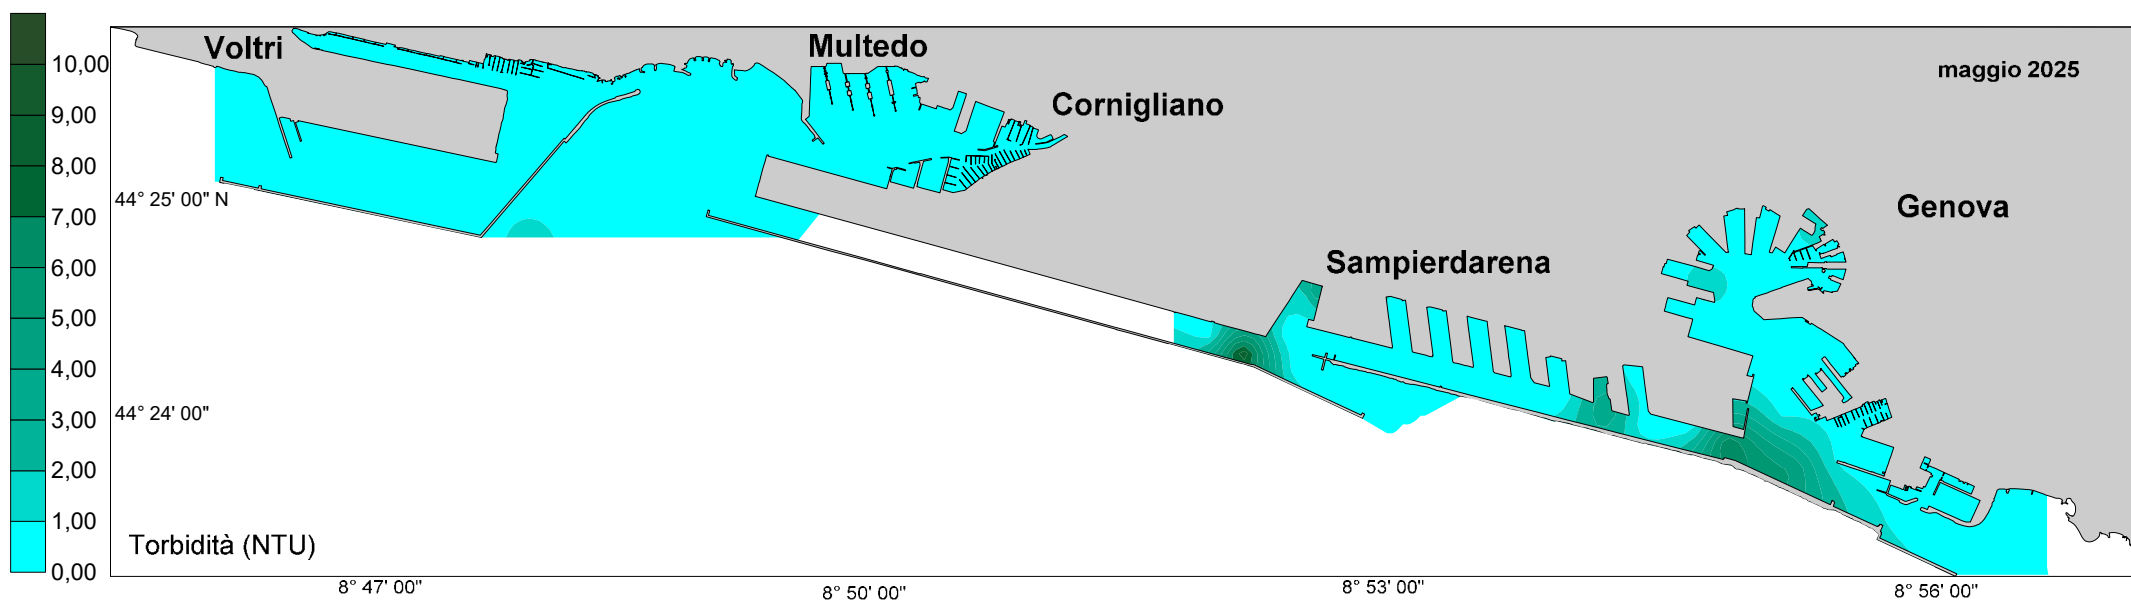 Voltri
Multedo
maggio 2025
Cornigliano
Genova
Sampierdarena
10,00
9,00
8,00
7,00
6,00
5,00
4,00
3,00
2,00
1,00
0,00
44° 25' 00" N
44° 24' 00"
Torbidità (NTU)
8° 47' 00"
8° 50' 00"
8° 53' 00"
8° 56' 00"